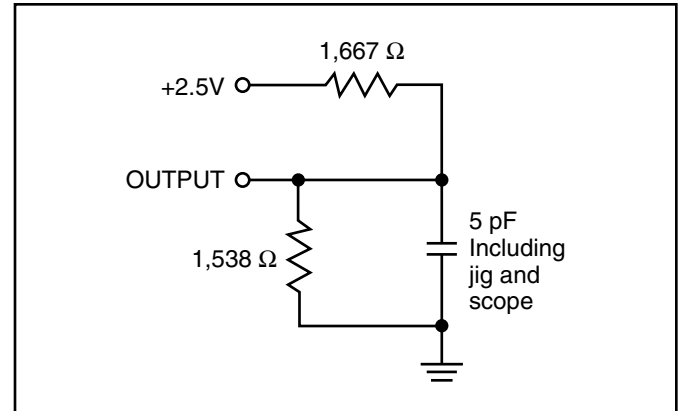 1,667 Ω
+2.5V
OUTPUT
1,538 Ω
5 pF
Including
jig and
scope